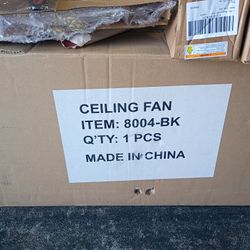 CEILING FAN
ITEM: 8004-BK
Q'TY: 1 PCS
MADE IN CHINA